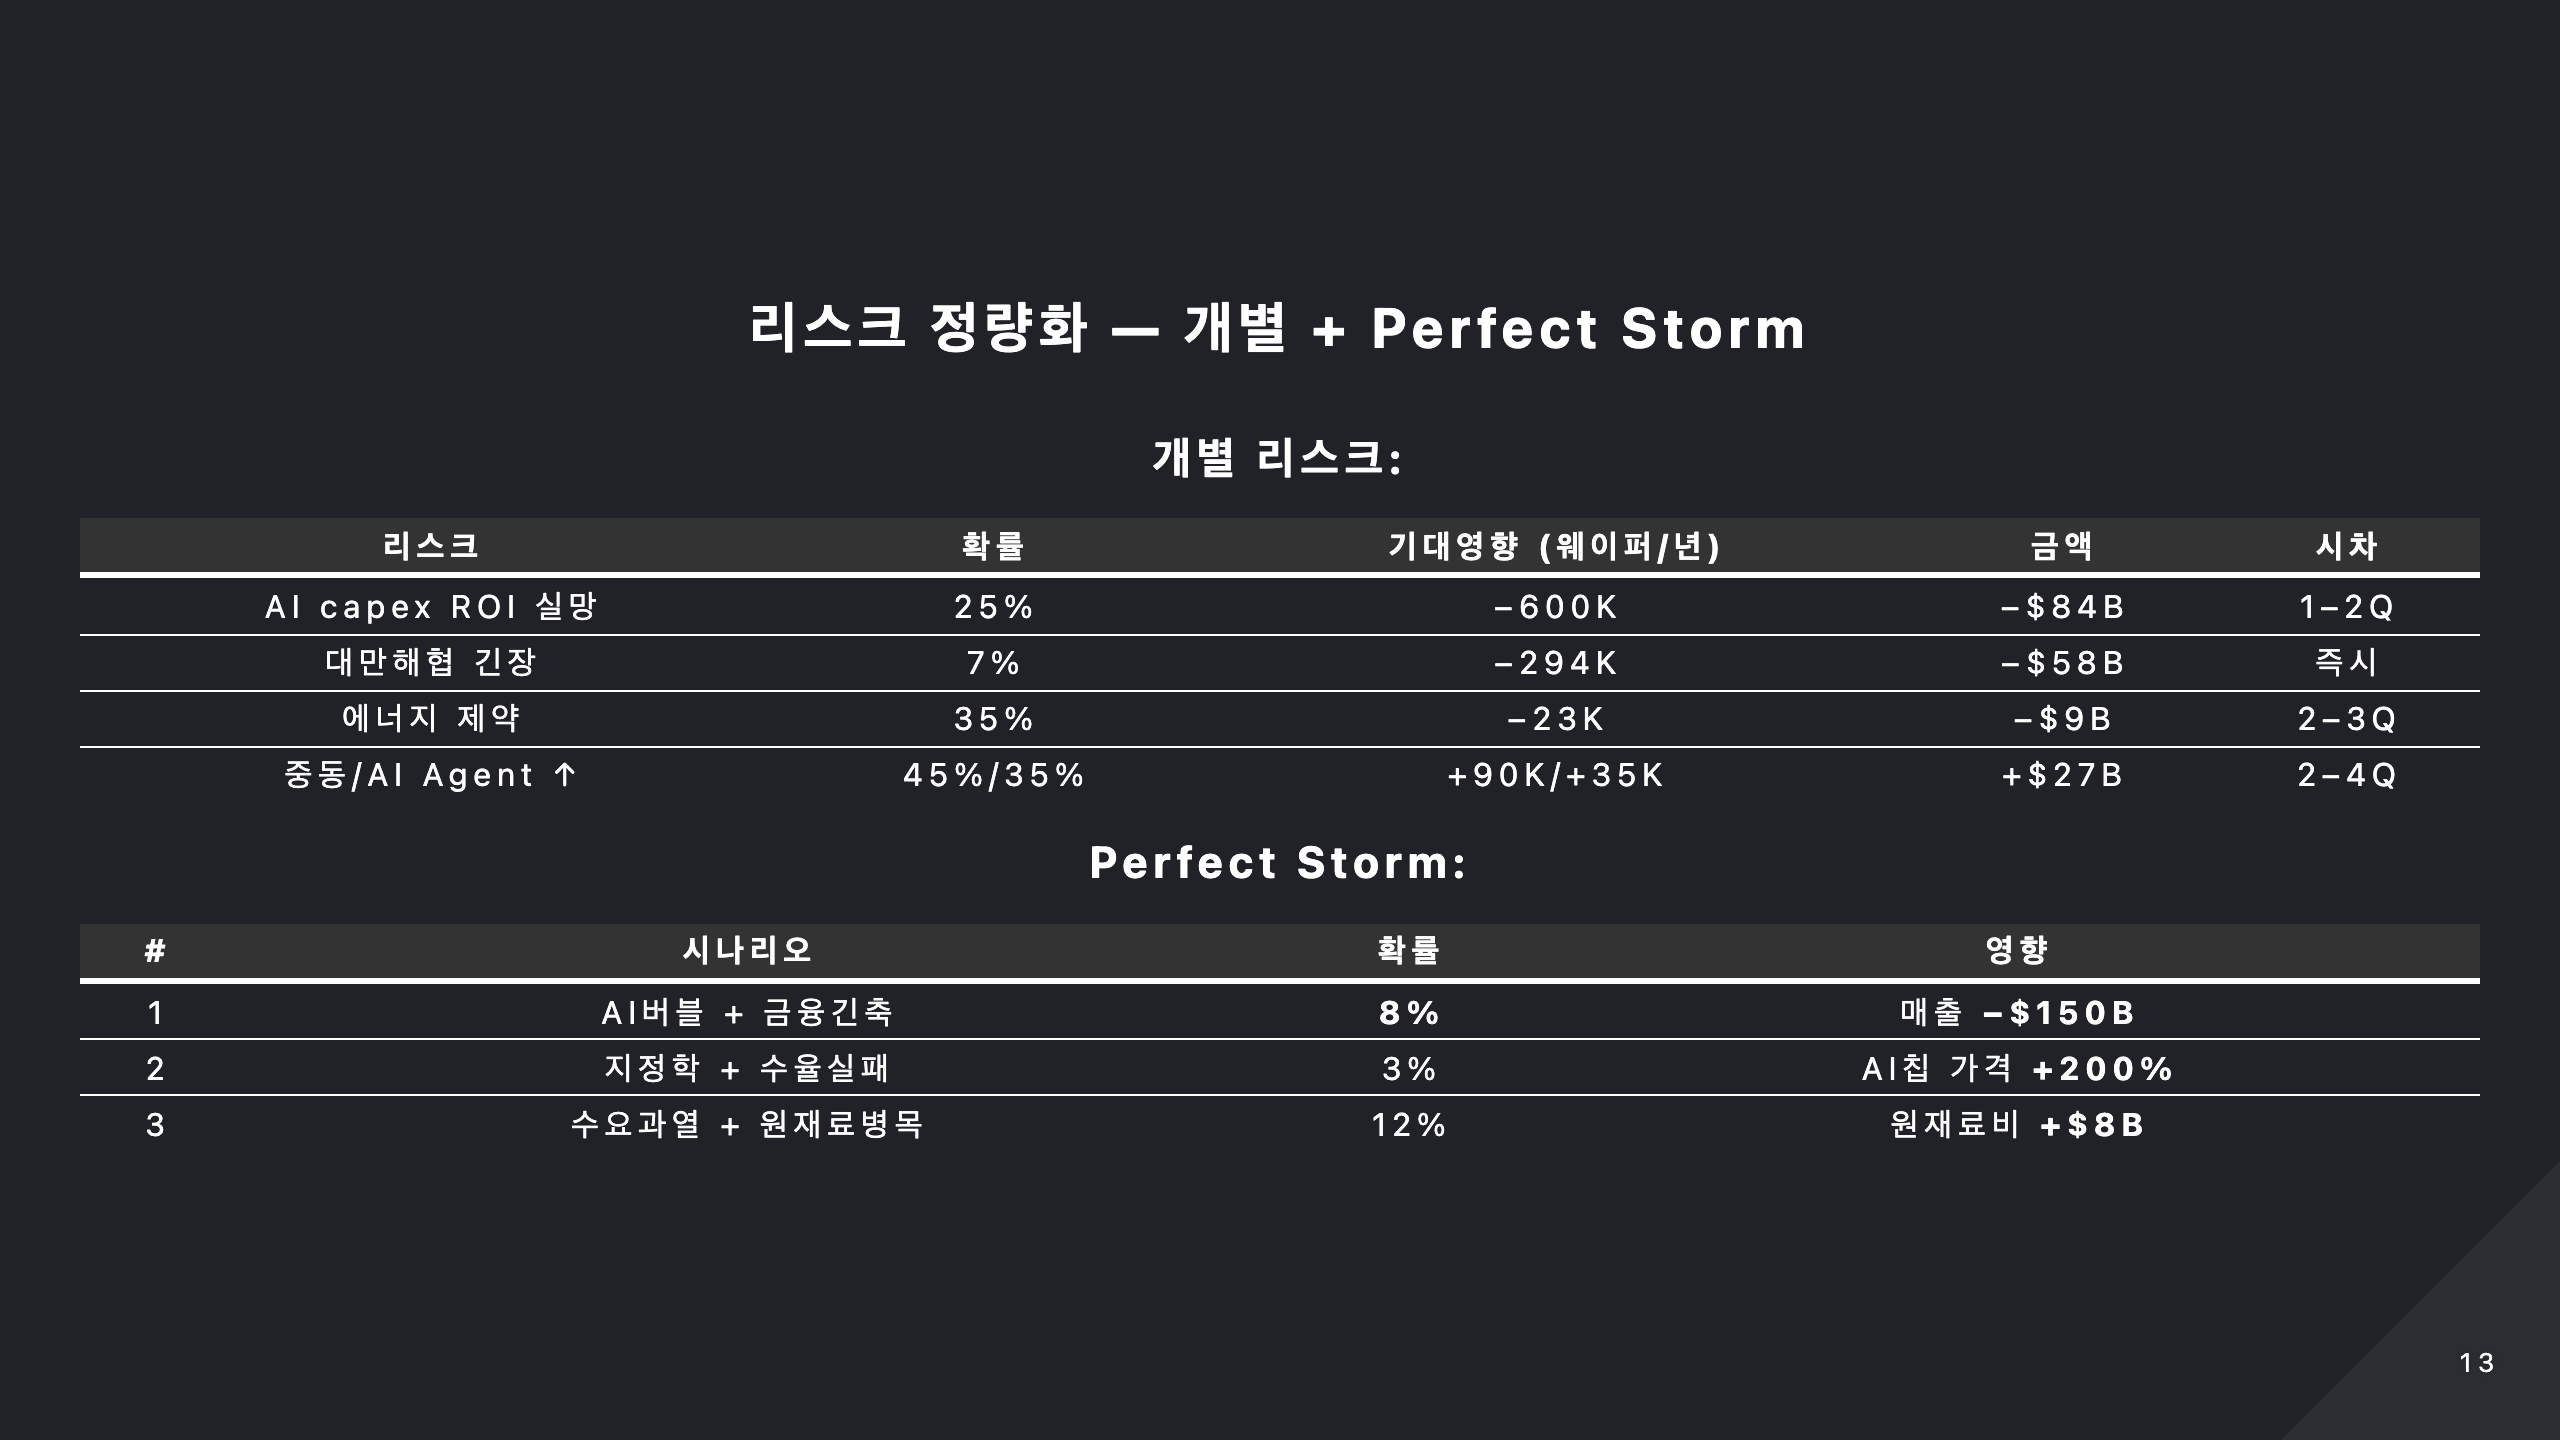 리스크 정량화 — 개별 + Perfect Storm
개별 리스크:
리스크 확률 기대영향 (웨이퍼/년) 금액 시차
AI capex ROI 실망 25% −600K −$84B 1–2Q
대만해협 긴장 7% −294K −$58B 즉시
에너지 제약 35% −23K −$9B 2–3Q
중동/AI Agent ↑ 45%/35% +90K/+35K +$27B 2–4Q
Perfect Storm:
# 시나리오 확률 영향
1 AI버블 + 금융긴축 8% 매출 −$150B
2 지정학 + 수율실패 3% AI칩 가격 +200%
3 수요과열 + 원재료병목 12% 원재료비 +$8B
13